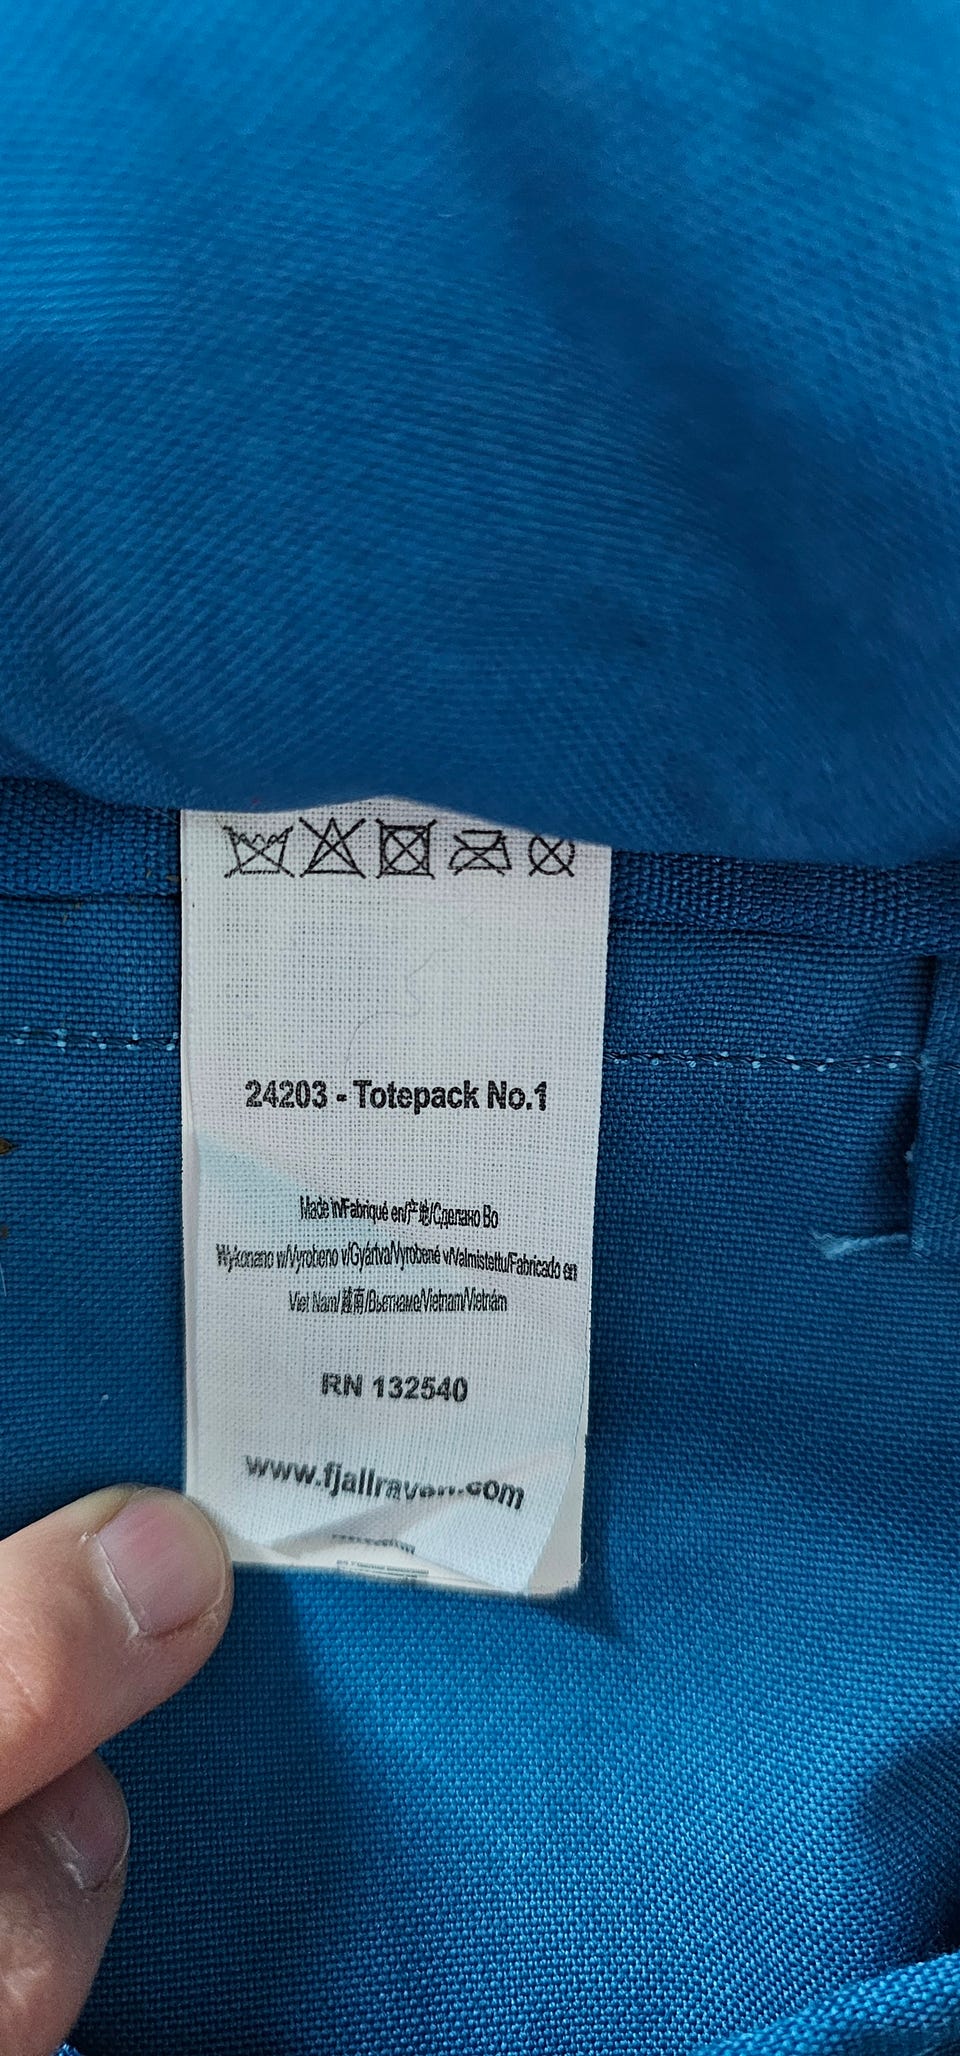 24203 - Totepack No.1
Made in/Fabriqué en/产地/Сделано Во
Wykonano w/Vyrobeno v/Gyártva/Vyrobené v/Valmistettu/Fabricado en
Viet Nam/越南/Вьетнаме/Vietnam/Vietnám
RN 132540
www.fjallraven.com